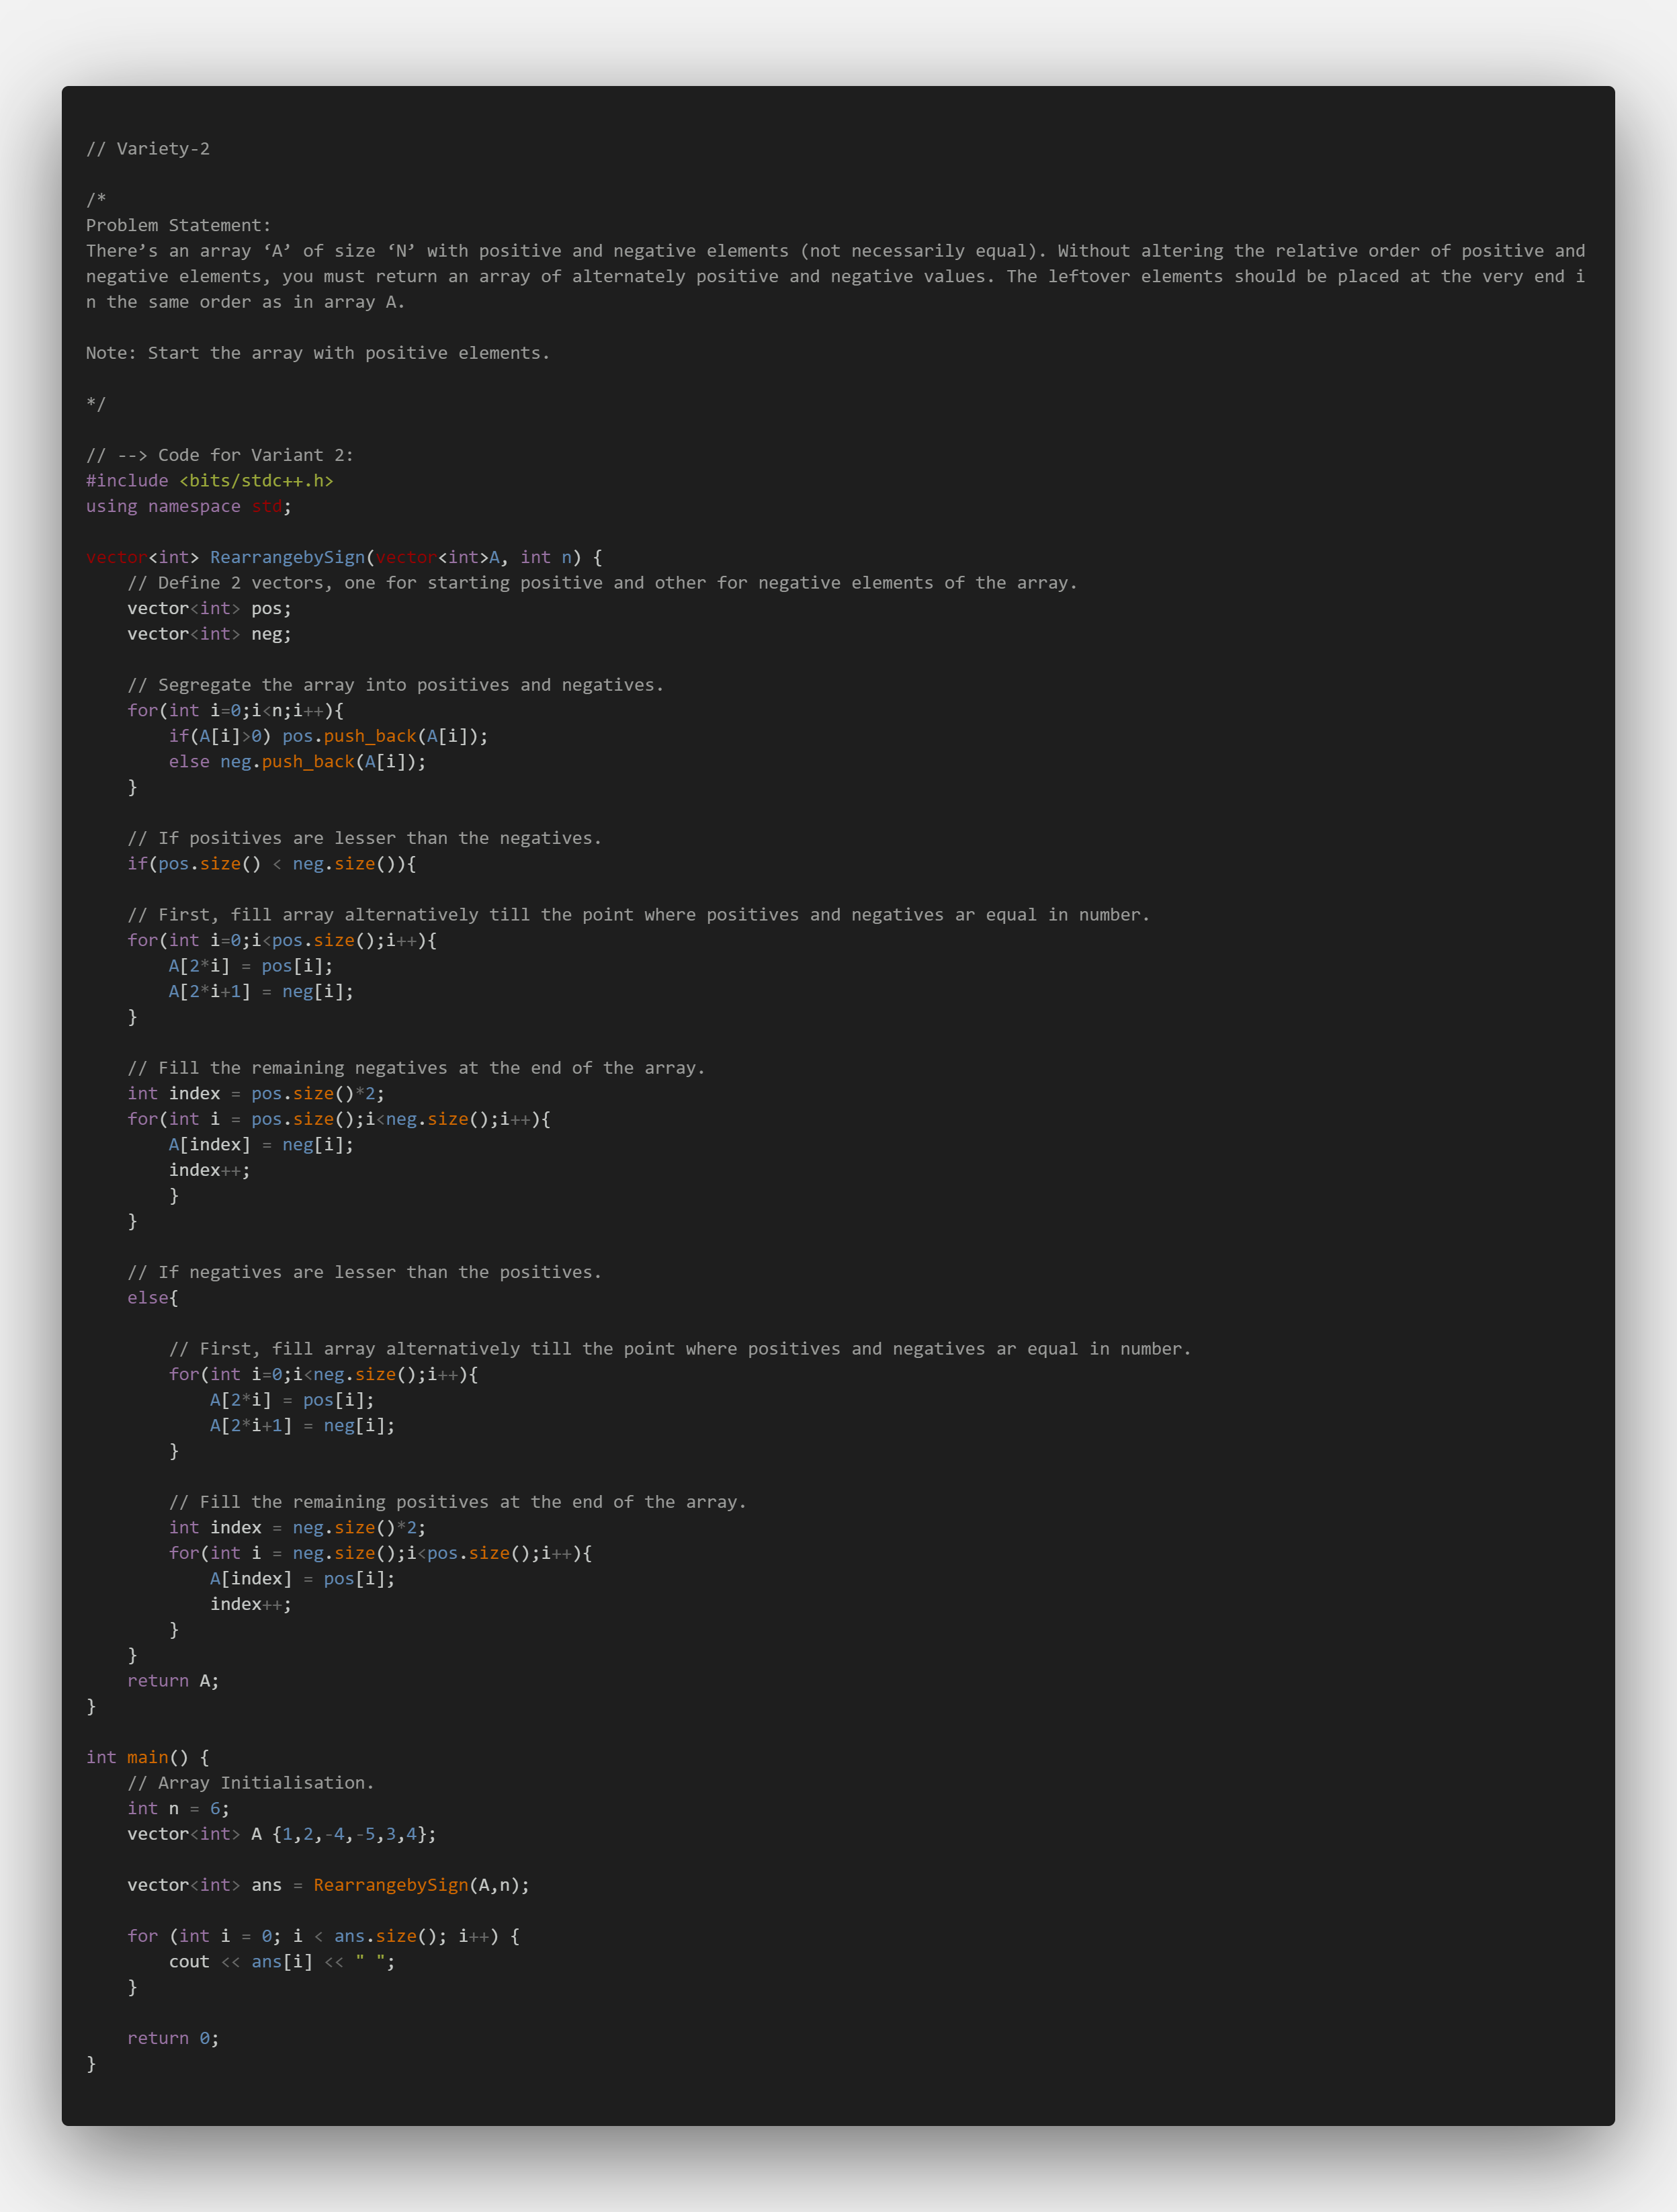 // Variety-2
/*
Problem Statement:
There’s an array ‘A’ of size ‘N’ with positive and negative elements (not necessarily equal). Without altering the relative order of positive and
negative elements, you must return an array of alternately positive and negative values. The leftover elements should be placed at the very end i
n the same order as in array A.
Note: Start the array with positive elements.
*/
// --> Code for Variant 2:
#include <bits/stdc++.h>
using namespace std;
vector<int> RearrangebySign(vector<int>A, int n) {
    // Define 2 vectors, one for starting positive and other for negative elements of the array.
    vector<int> pos;
    vector<int> neg;
    // Segregate the array into positives and negatives.
    for(int i=0;i<n;i++){
        if(A[i]>0) pos.push_back(A[i]);
        else neg.push_back(A[i]);
    }
    // If positives are lesser than the negatives.
    if(pos.size() < neg.size()){
    // First, fill array alternatively till the point where positives and negatives ar equal in number.
    for(int i=0;i<pos.size();i++){
        A[2*i] = pos[i];
        A[2*i+1] = neg[i];
    }
    // Fill the remaining negatives at the end of the array.
    int index = pos.size()*2;
    for(int i = pos.size();i<neg.size();i++){
        A[index] = neg[i];
        index++;
        }
    }
    // If negatives are lesser than the positives.
    else{
        // First, fill array alternatively till the point where positives and negatives ar equal in number.
        for(int i=0;i<neg.size();i++){
            A[2*i] = pos[i];
            A[2*i+1] = neg[i];
        }
        // Fill the remaining positives at the end of the array.
        int index = neg.size()*2;
        for(int i = neg.size();i<pos.size();i++){
            A[index] = pos[i];
            index++;
        }
    }
    return A;
}
int main() {
    // Array Initialisation.
    int n = 6;
    vector<int> A {1,2,-4,-5,3,4};
    vector<int> ans = RearrangebySign(A,n);
    for (int i = 0; i < ans.size(); i++) {
        cout << ans[i] << " ";
    }
    return 0;
}